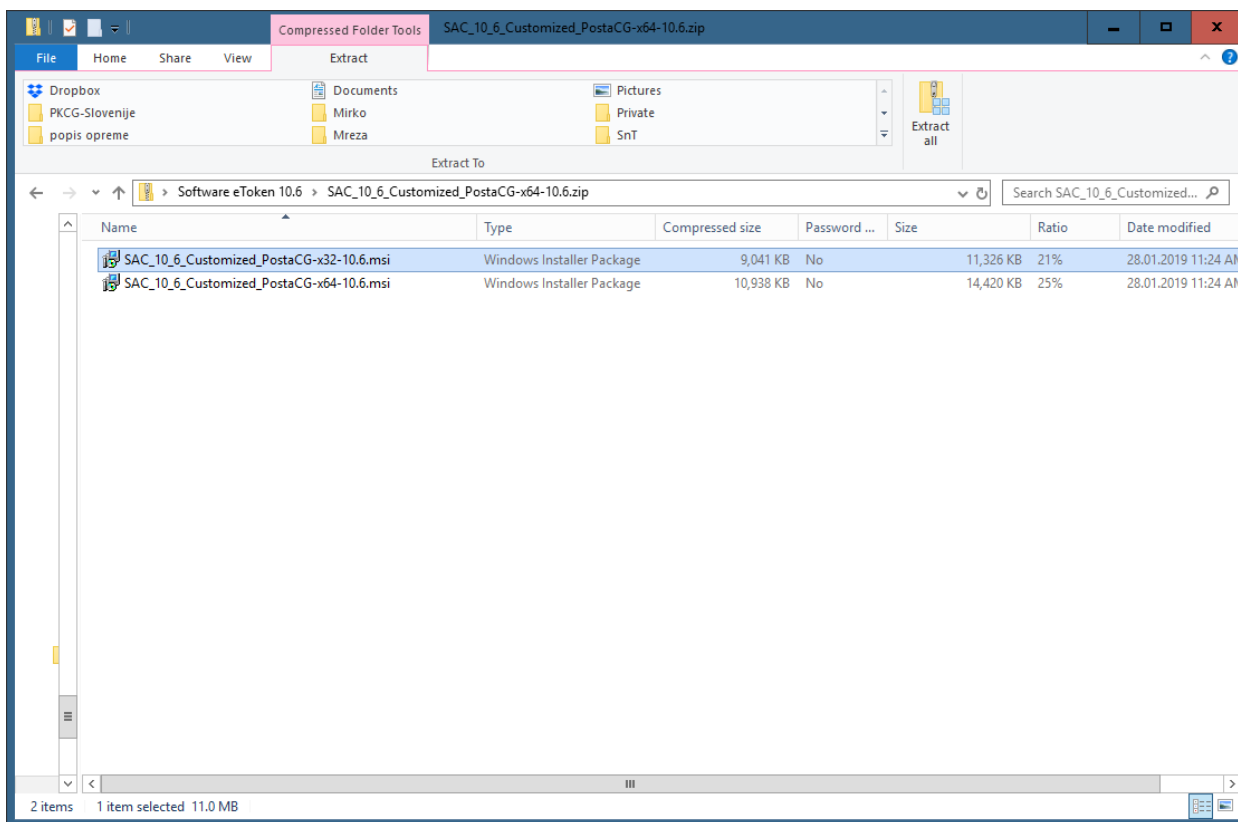 Compressed Folder Tools SAC_10_6_Customized_PostaCG-x64-10.6.zip
File Home Share View Extract
Dropbox Documents Pictures
PKCG-Slovenije Mirko Private
popis opreme Mreza SnT
Extract all
Extract To
Software eToken 10.6 > SAC_10_6_Customized_PostaCG-x64-10.6.zip Search SAC_10_6_Customized...
Name Type Compressed size Password ... Size Ratio Date modified
SAC_10_6_Customized_PostaCG-x32-10.6.msi Windows Installer Package 9,041 KB No 11,326 KB 21% 28.01.2019 11:24 AM
SAC_10_6_Customized_PostaCG-x64-10.6.msi Windows Installer Package 10,938 KB No 14,420 KB 25% 28.01.2019 11:24 AM
2 items 1 item selected 11.0 MB